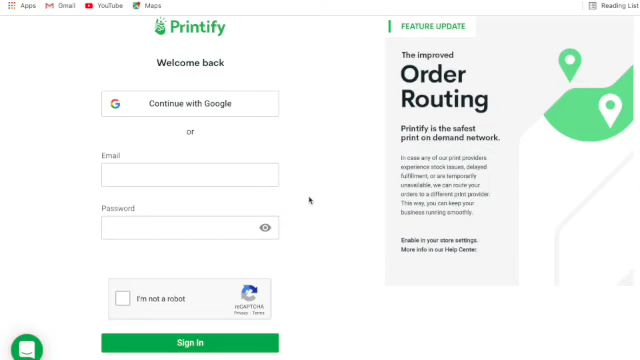 Apps Gmail YouTube Maps Reading List
Printify
Welcome back
Continue with Google
or
Email
Password
I'm not a robot
reCAPTCHA
Privacy - Terms
Sign In
FEATURE UPDATE
The improved
Order
Routing
Printify is the safest
print on demand network.
In case any of our print providers
experience stock issues, delayed
fulfillment, or are temporarily
unavailable, we can route your
orders to a different print provider.
This way, you can keep your
business running smoothly.
Enable in your store settings.
More info in our Help Center.